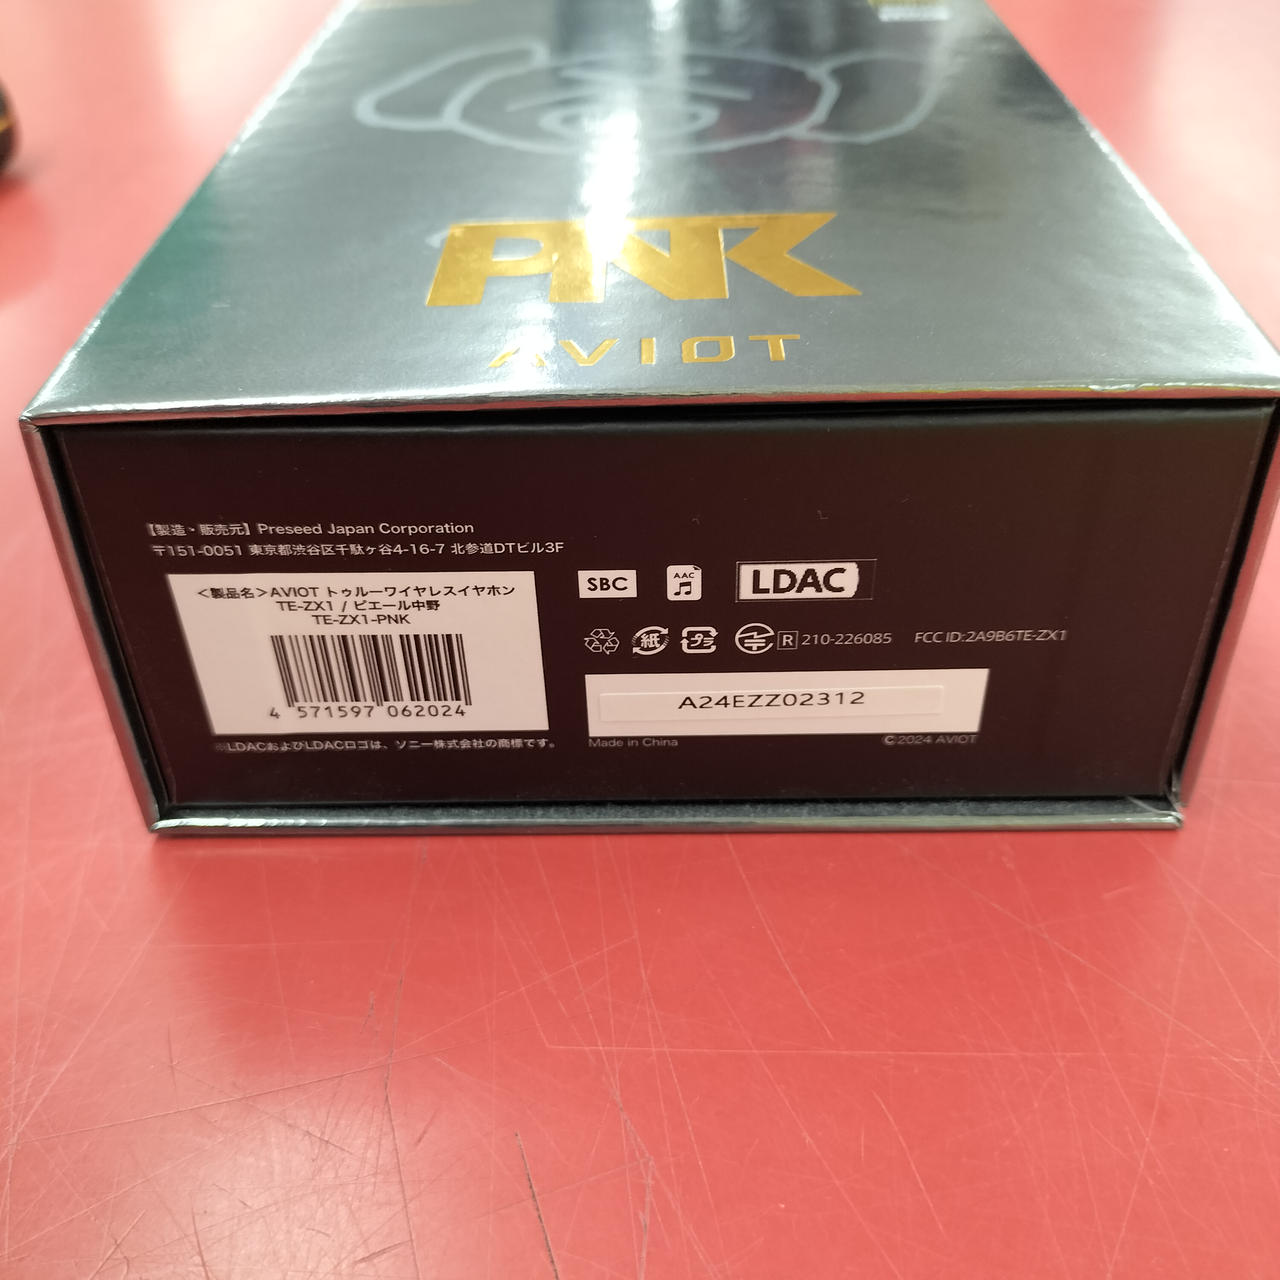 PNK
AVIOT
【製造・販売元】Preseed Japan Corporation
〒151-0051 東京都渋谷区千駄ヶ谷4-16-7 北参道DTビル3F
＜製品名＞AVIOT トゥルーワイヤレスイヤホン
TE-ZX1 / ピエール中野
TE-ZX1-PNK
4 571597 062024
※LDACおよびLDACロゴは、ソニー株式会社の商標です。
SBC
AAC
LDAC
紙
プラ
R 210-226085
FCC ID:2A9B6TE-ZX1
A24EZZ02312
Made in China
© 2024 AVIOT